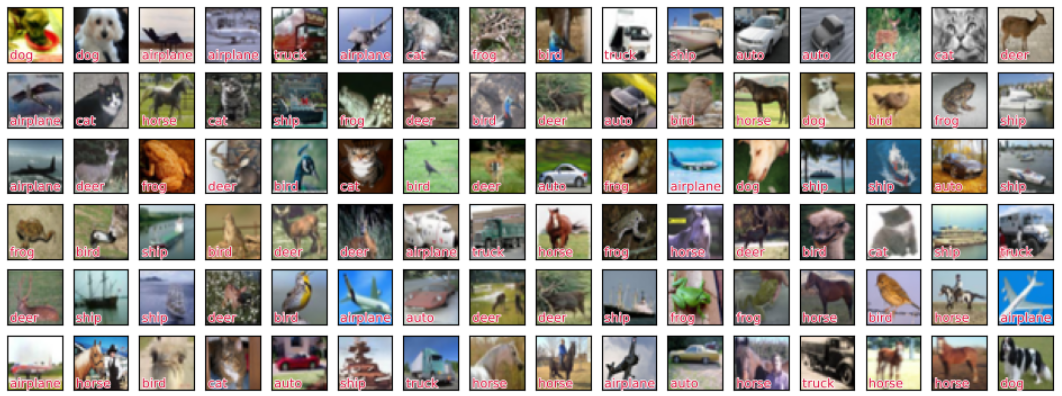 dog dog airplane airplane truck airplane cat frog bird truck ship auto auto deer cat deer
airplane cat horse cat ship frog deer bird deer auto bird horse dog bird frog ship
airplane deer frog deer bird cat bird deer auto frog airplane dog ship ship auto ship
frog bird ship bird deer deer airplane truck horse frog horse deer bird cat ship truck
deer ship ship deer bird airplane auto deer deer ship frog frog horse bird horse airplane
airplane horse bird cat auto ship truck horse horse airplane auto horse truck horse horse dog